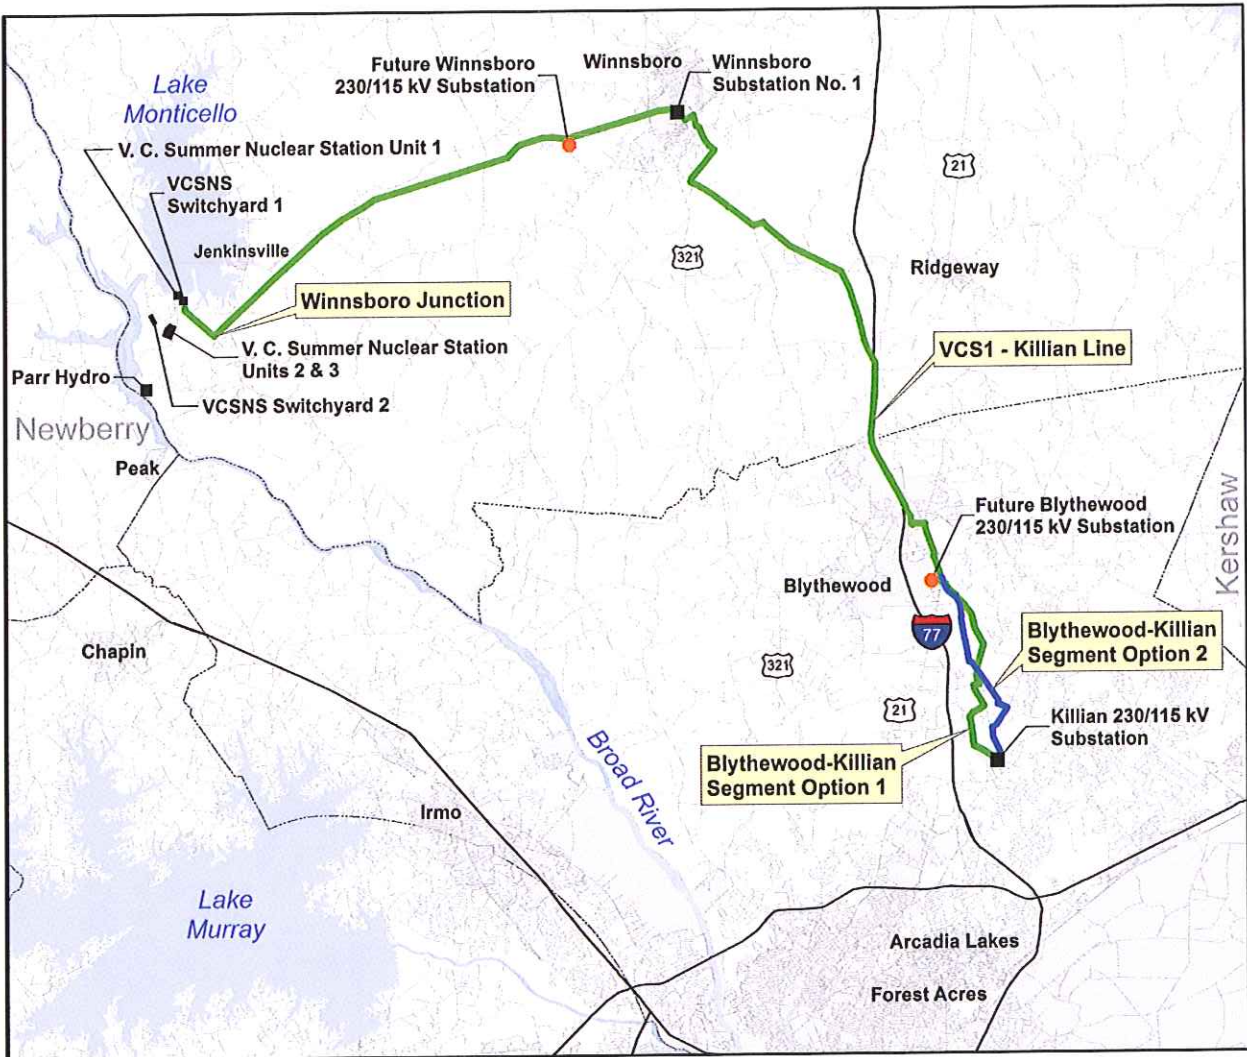 Lake
Monticello
Future Winnsboro
230/115 kV Substation
Winnsboro
Winnsboro
Substation No. 1
V. C. Summer Nuclear Station Unit 1
VCSNS
Switchyard 1
21
Jenkinsville
321
Ridgeway
Winnsboro Junction
V. C. Summer Nuclear Station
Units 2 & 3
VCS1 - Killian Line
Parr Hydro
VCSNS Switchyard 2
Newberry
Peak
Kershaw
Future Blythewood
230/115 kV Substation
Blythewood
77
Blythewood-Killian
Segment Option 2
Chapin
321
21
Killian 230/115 kV
Substation
Blythewood-Killian
Segment Option 1
Broad River
Irmo
Lake
Murray
Arcadia Lakes
Forest Acres